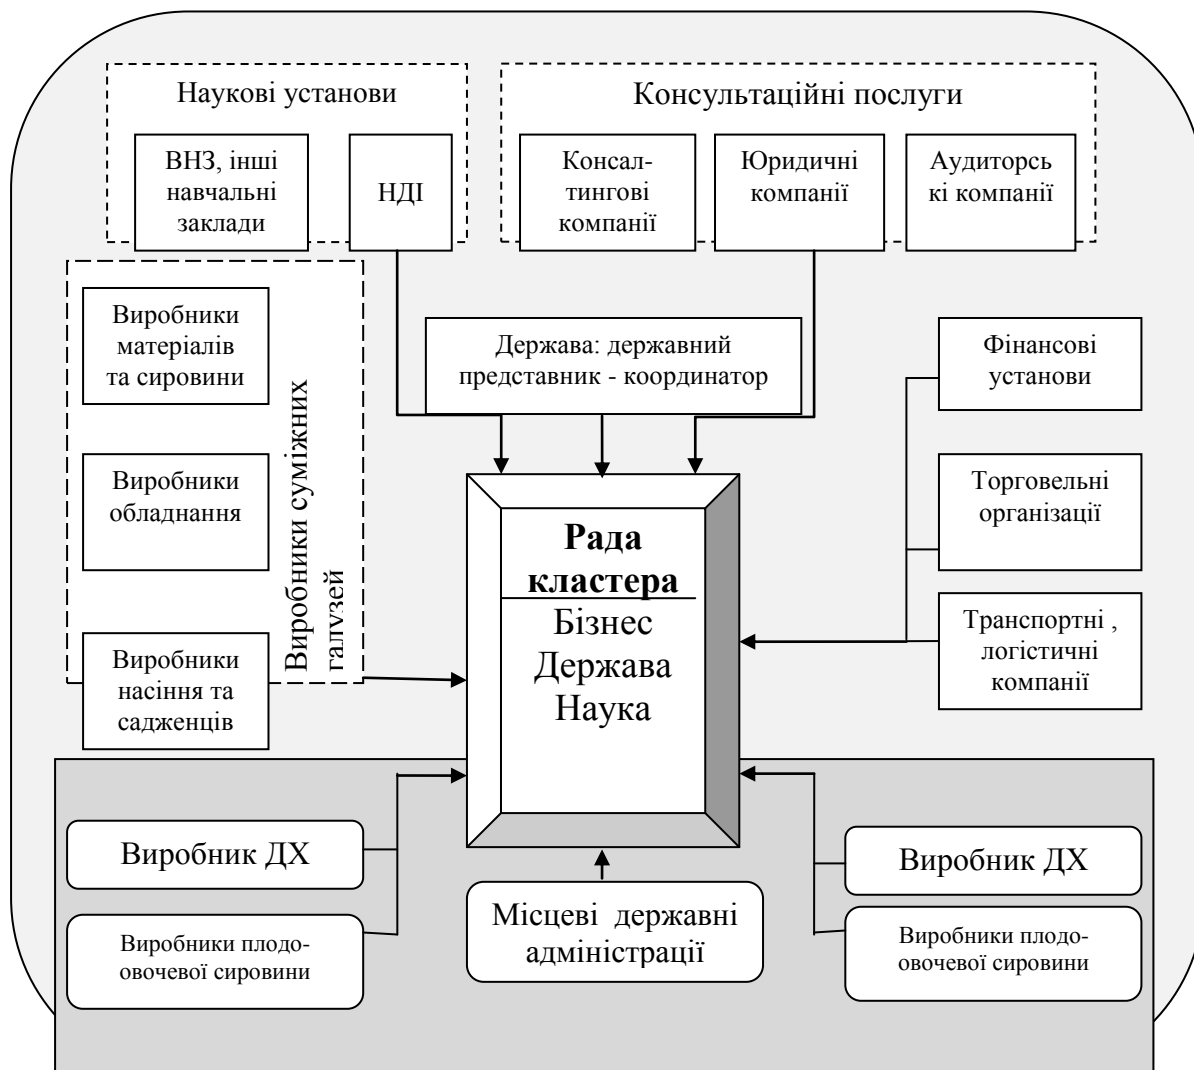 Наукові установи
ВНЗ, інші
навчальні
заклади
НДІ
Консультаційні послуги
Консал-
тингові
компанії
Юридичні
компанії
Аудиторсь
кі компанії
Виробники
матеріалів
та сировини
Виробники
обладнання
Виробники
насіння та
садженців
Виробники суміжних
галузей
Держава: державний
представник - координатор
Фінансові
установи
Торговельні
організації
Транспортні ,
логістичні
компанії
Рада
кластера
Бізнес
Держава
Наука
Виробник ДХ
Виробники плодо-
овочевої сировини
Місцеві державні
адміністрації
Виробник ДХ
Виробники плодо-
овочевої сировини